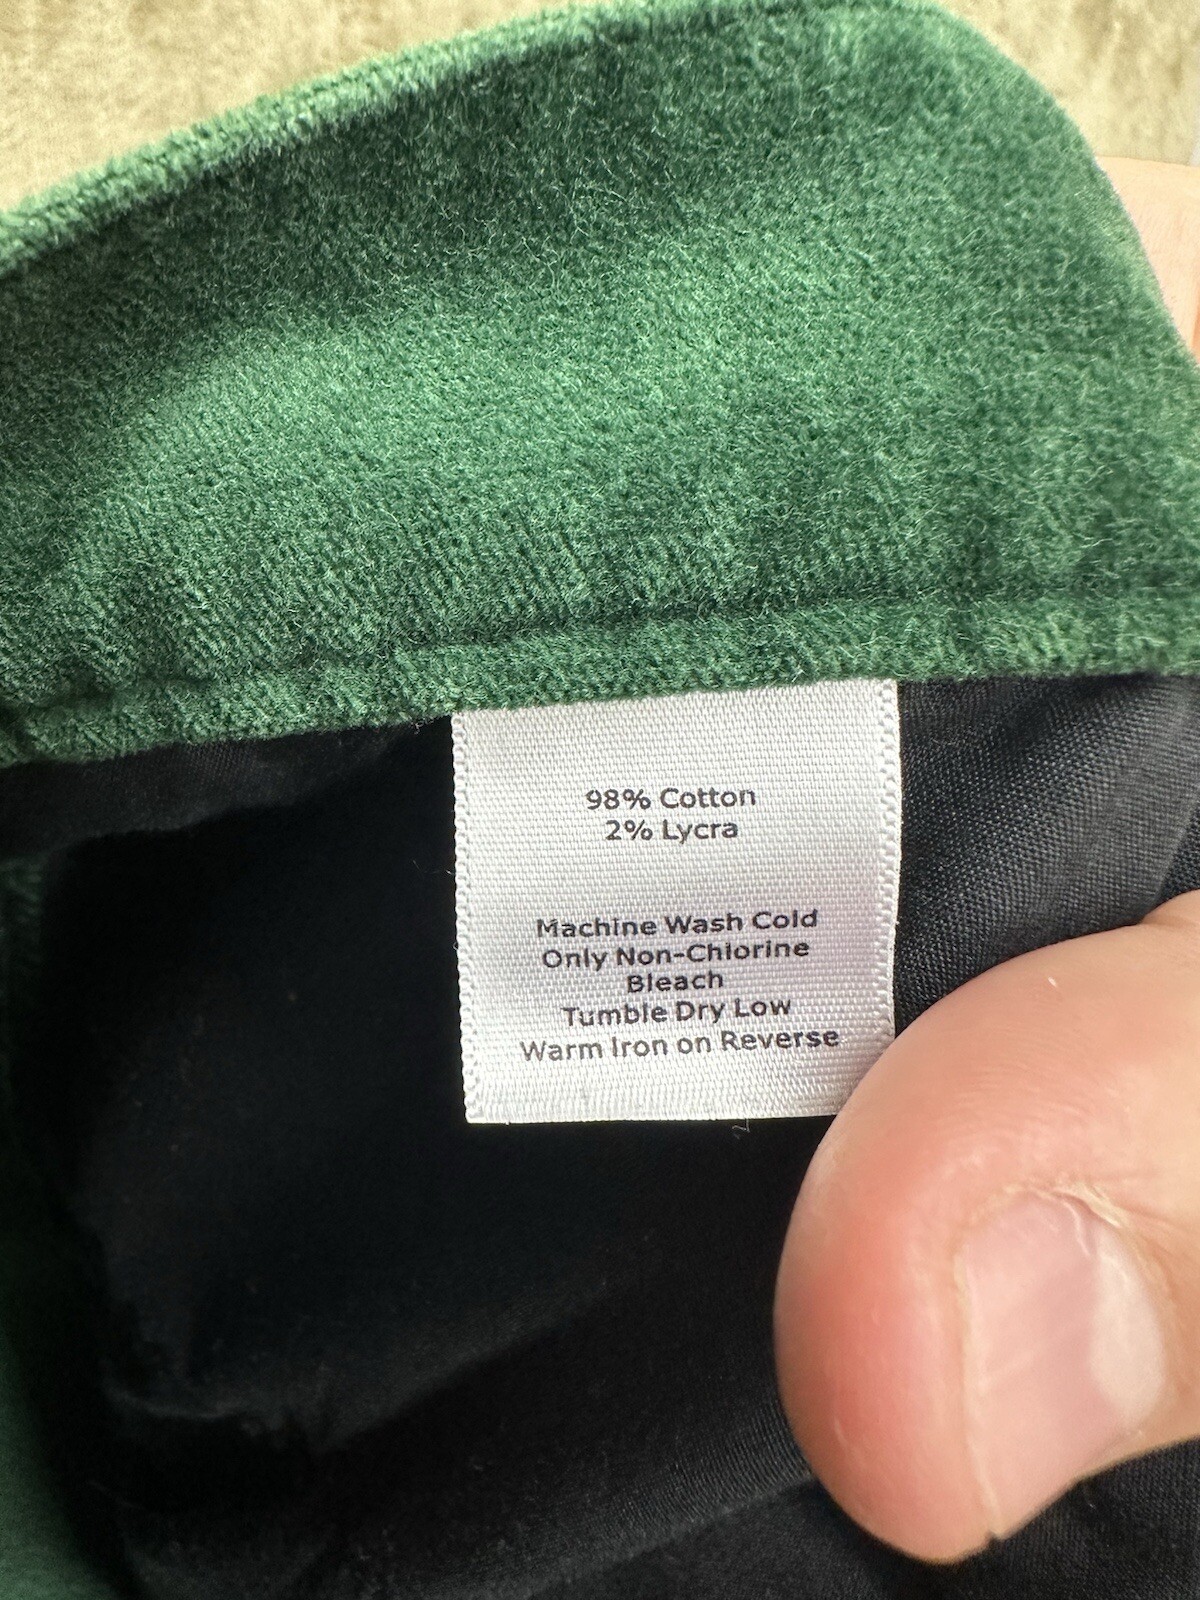 98% Cotton
2% Lycra
Machine Wash Cold
Only Non-Chlorine
Bleach
Tumble Dry Low
Warm Iron on Reverse